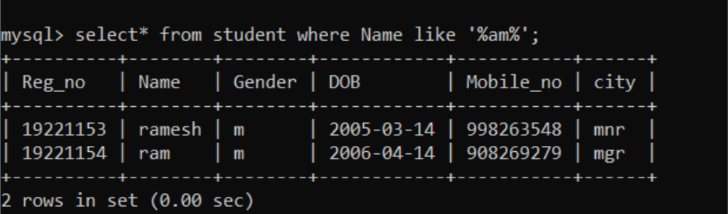 mysql> select* from student where Name like '%am%';
+----------+--------+--------+------------+-----------+------+
| Reg_no   | Name   | Gender | DOB        | Mobile_no | city |
+----------+--------+--------+------------+-----------+------+
| 19221153 | ramesh | m      | 2005-03-14 | 998263548 | mnr  |
| 19221154 | ram    | m      | 2006-04-14 | 908269279 | mgr  |
+----------+--------+--------+------------+-----------+------+
2 rows in set (0.00 sec)